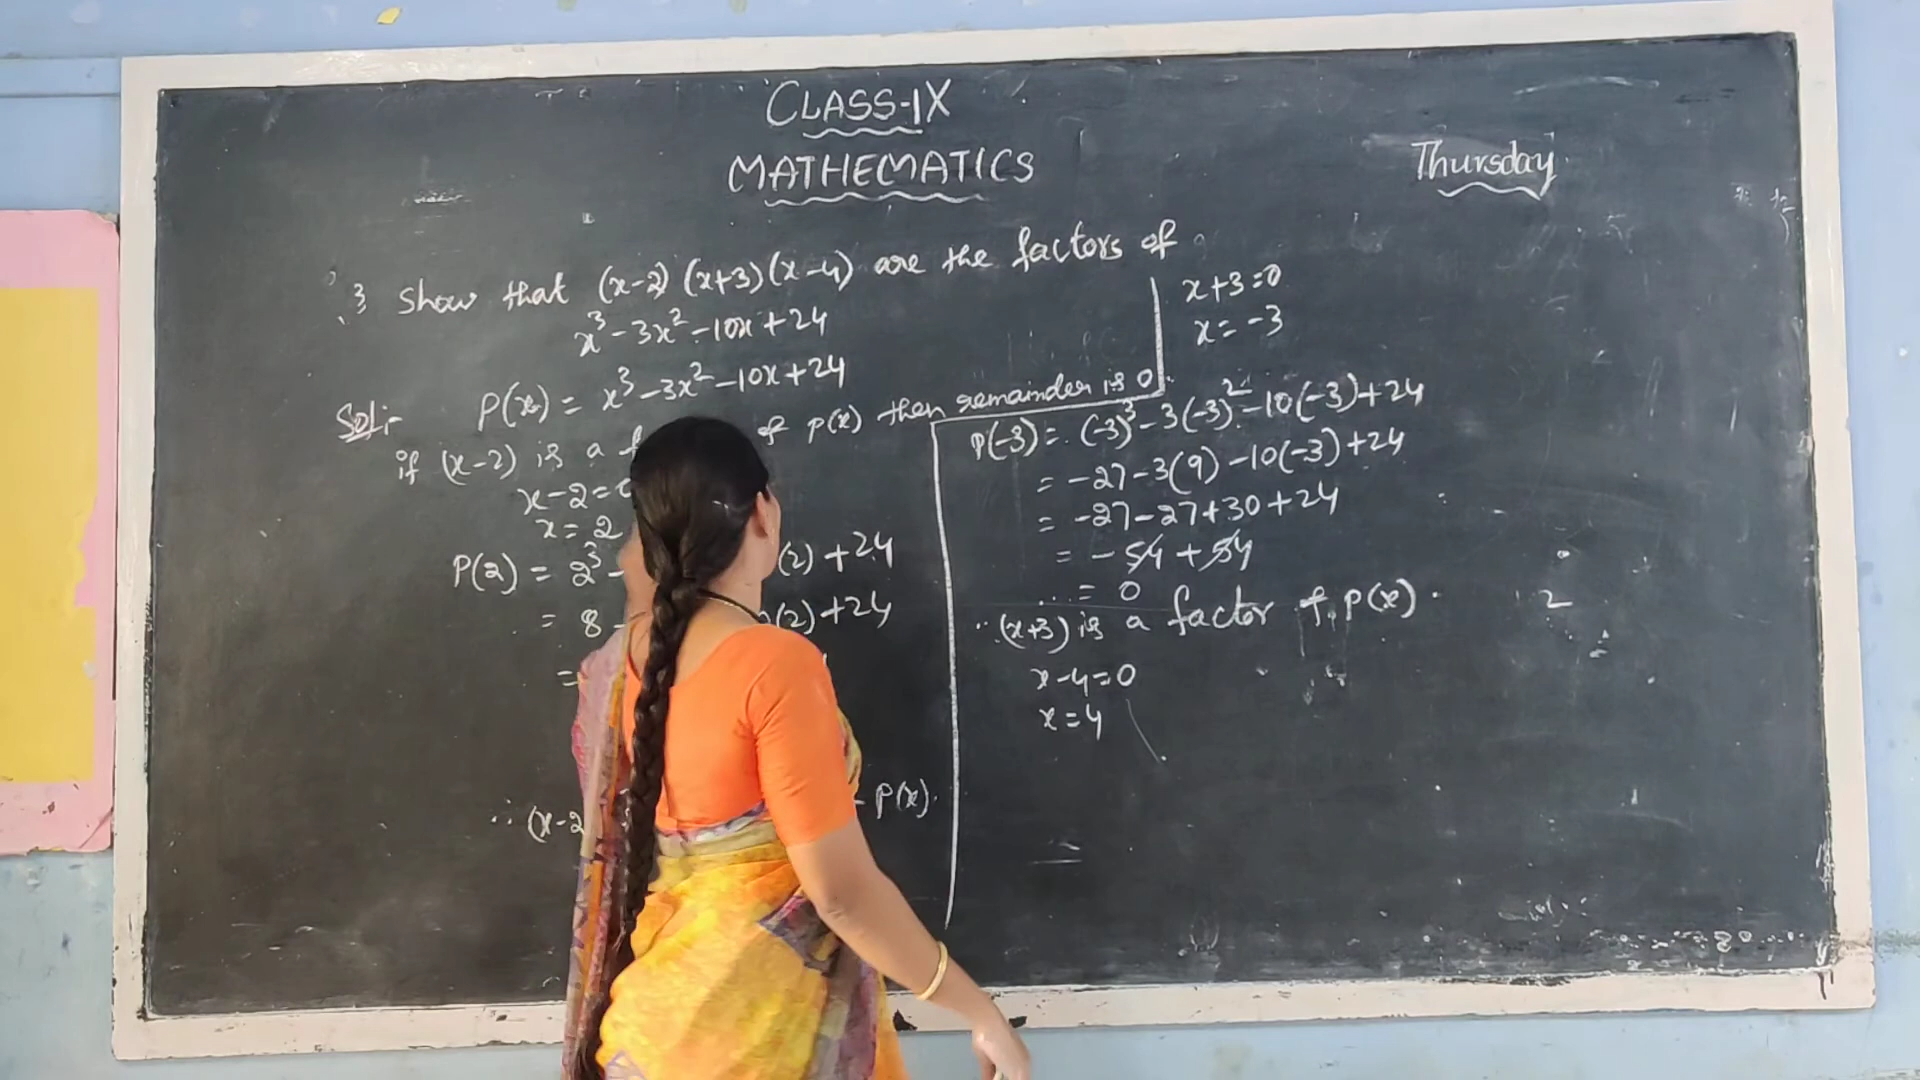 CLASS-IX
MATHEMATICS
Thursday
3 Show that (x-2) (x+3)(x-4) are the factors of
x³-3x²-10x+24
Sol:- P(x) = x³-3x²-10x+24
if (x-2) is a of P(x) then remainder is 0
x-2=
x=2
P(2) = 2³- (2)+24
= 8 (2)+24
=
∴ (x-2 P(x).
x+3=0
x=-3
P(-3) = (-3)³-3(-3)²-10(-3)+24
= -27-3(9)-10(-3)+24
= -27-27+30+24
= -54+54
= 0
∴ (x+3) is a factor of P(x).
x-4=0
x=4
2